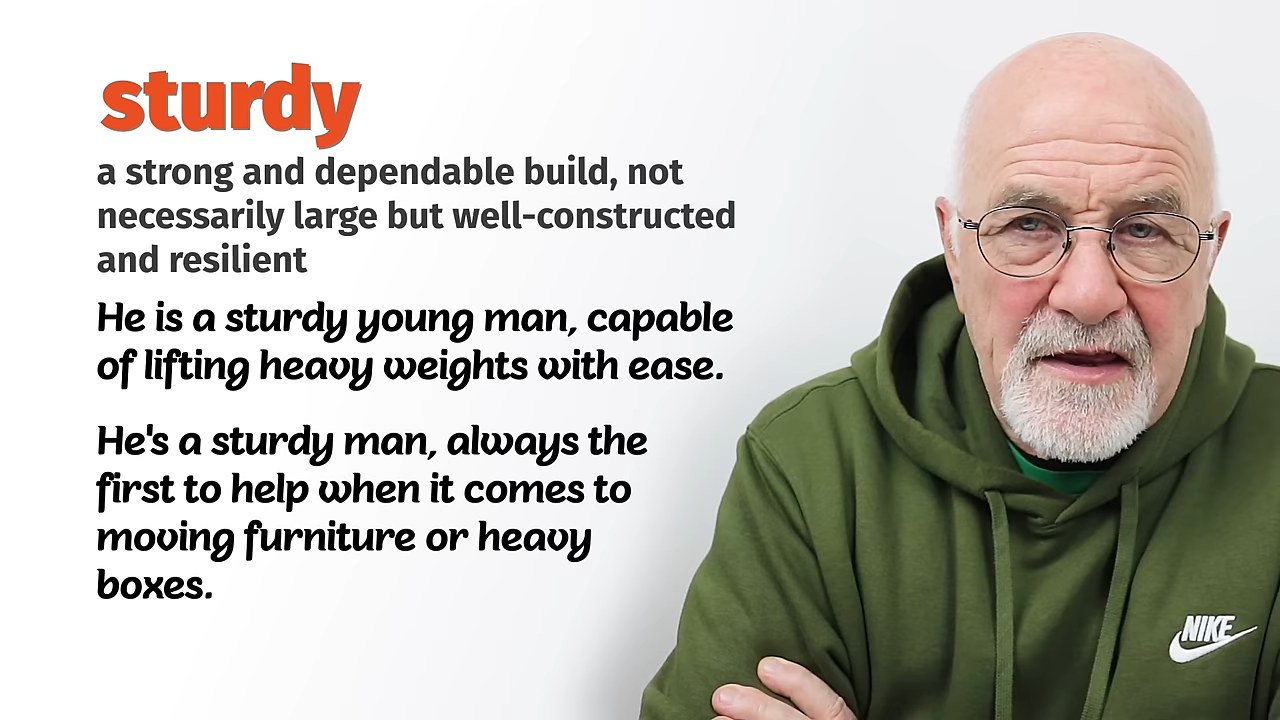 sturdy
a strong and dependable build, not
necessarily large but well-constructed
and resilient
He is a sturdy young man, capable
of lifting heavy weights with ease.
He's a sturdy man, always the
first to help when it comes to
moving furniture or heavy
boxes.
NIKE